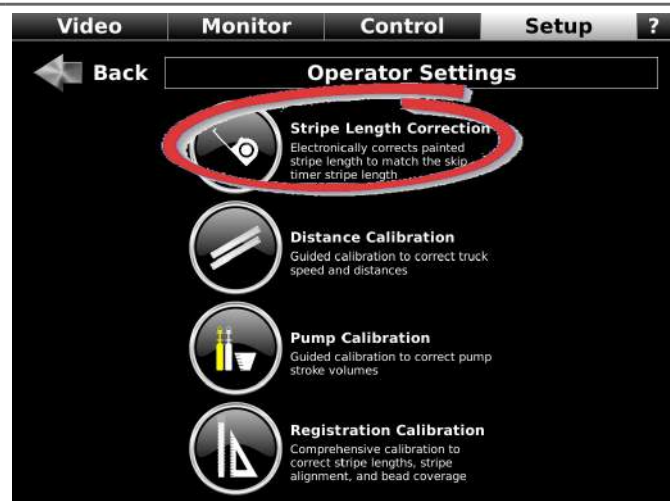 Video Monitor Control Setup ?
Back Operator Settings
Stripe Length Correction
Electronically corrects painted
stripe length to match the skip
timer stripe length
Distance Calibration
Guided calibration to correct truck
speed and distances
Pump Calibration
Guided calibration to correct pump
stroke volumes
Registration Calibration
Comprehensive calibration to
correct stripe lengths, stripe
alignment, and bead coverage